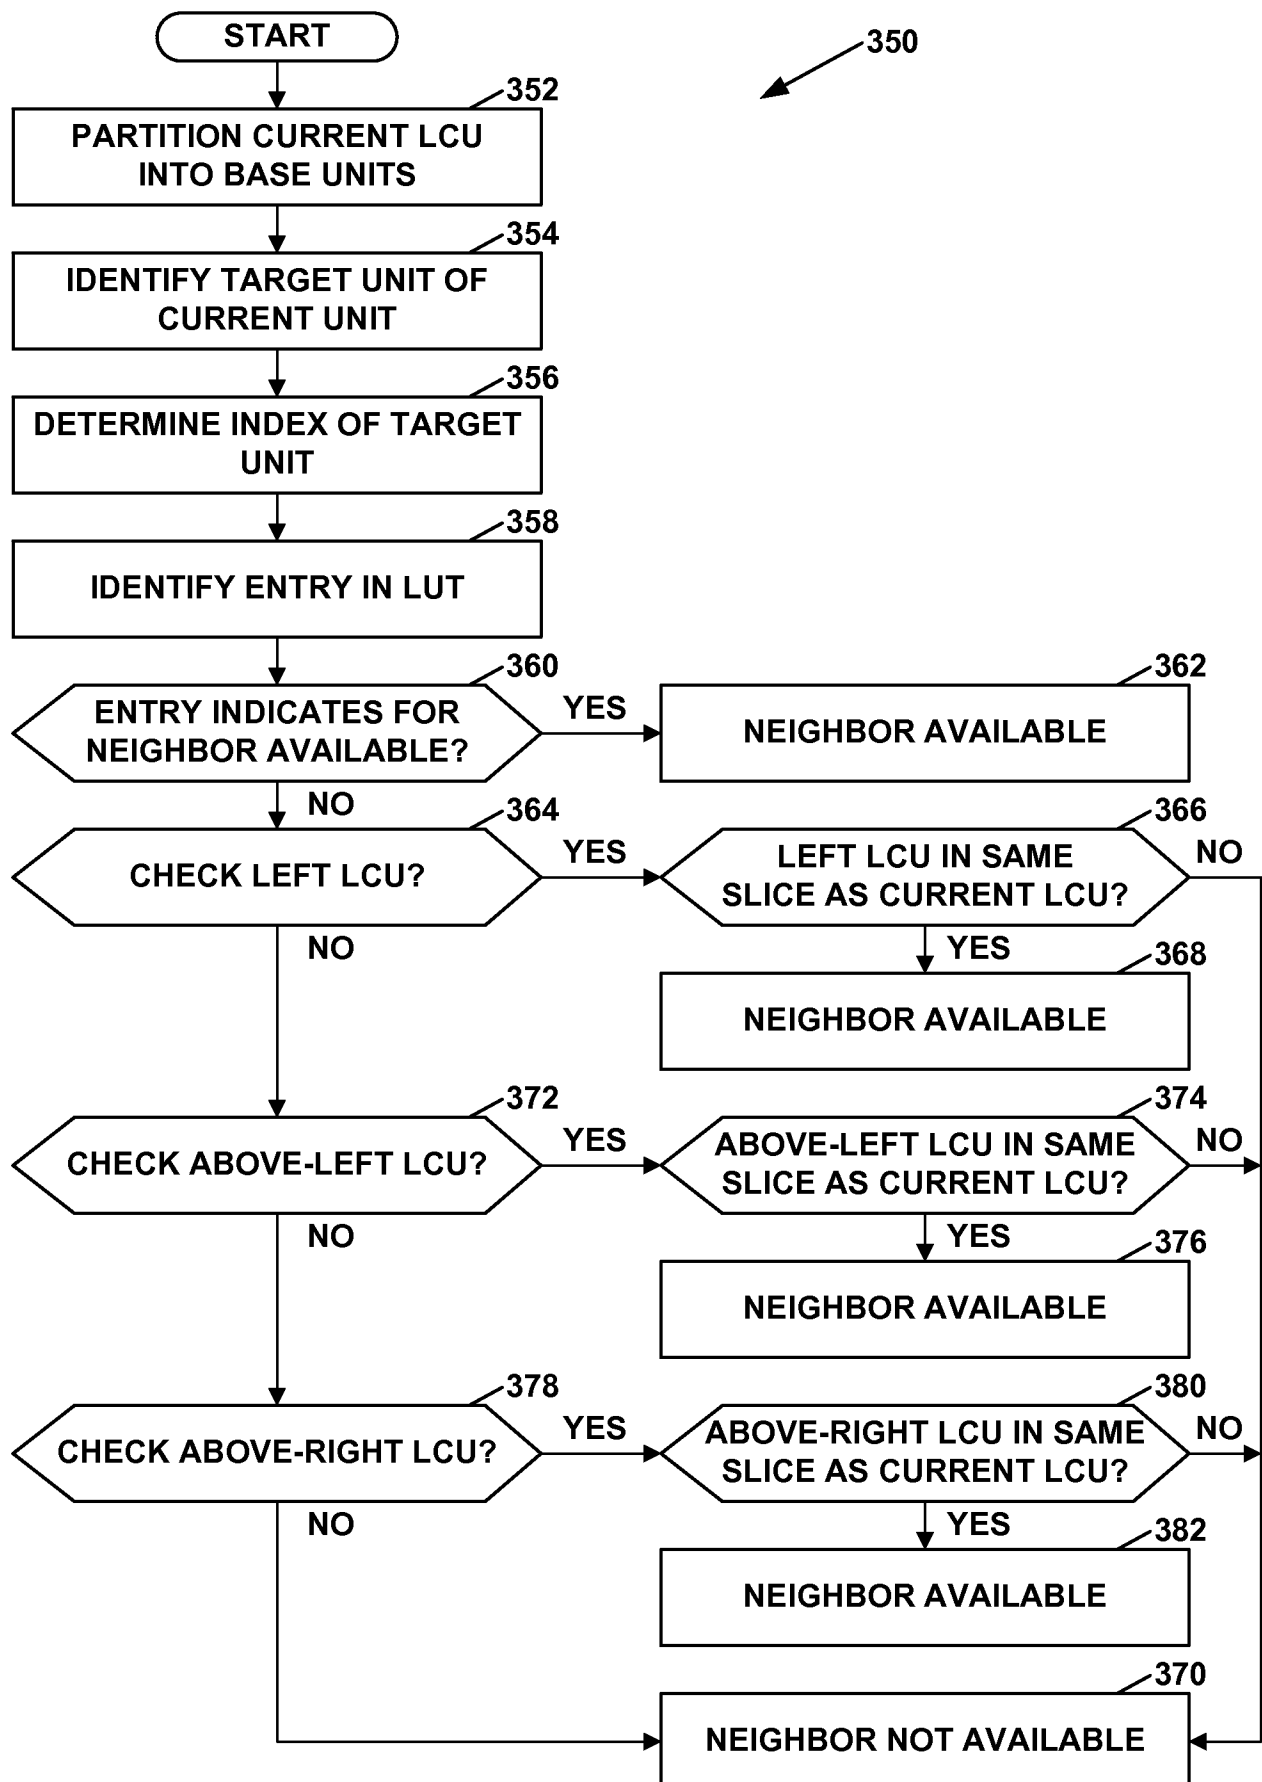 START
350
352
PARTITION CURRENT LCU
INTO BASE UNITS
354
IDENTIFY TARGET UNIT OF
CURRENT UNIT
356
DETERMINE INDEX OF TARGET
UNIT
358
IDENTIFY ENTRY IN LUT
360
ENTRY INDICATES FOR
NEIGHBOR AVAILABLE?
YES
362
NEIGHBOR AVAILABLE
NO
364
CHECK LEFT LCU?
YES
366
LEFT LCU IN SAME
SLICE AS CURRENT LCU?
NO
NO
YES
368
NEIGHBOR AVAILABLE
372
CHECK ABOVE-LEFT LCU?
YES
374
ABOVE-LEFT LCU IN SAME
SLICE AS CURRENT LCU?
NO
NO
YES
376
NEIGHBOR AVAILABLE
378
CHECK ABOVE-RIGHT LCU?
YES
380
ABOVE-RIGHT LCU IN SAME
SLICE AS CURRENT LCU?
NO
NO
YES
382
NEIGHBOR AVAILABLE
370
NEIGHBOR NOT AVAILABLE